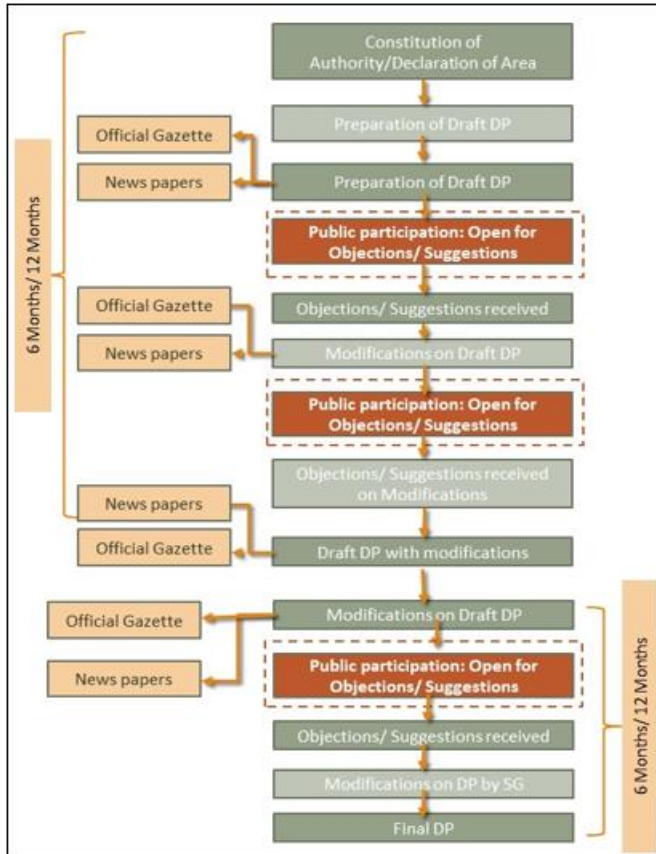 Constitution of
Authority/Declaration of Area
Preparation of Draft DP
Official Gazette
News papers
Preparation of Draft DP
Public participation: Open for
Objections/ Suggestions
6 Months/ 12 Months
Official Gazette
Objections/ Suggestions received
News papers
Modifications on Draft DP
Public participation: Open for
Objections/ Suggestions
Objections/ Suggestions received
on Modifications
News papers
Official Gazette
Draft DP with modifications
Official Gazette
Modifications on Draft DP
News papers
Public participation: Open for
Objections/ Suggestions
6 Months/ 12 Months
Objections/ Suggestions received
Modifications on DP by SG
Final DP